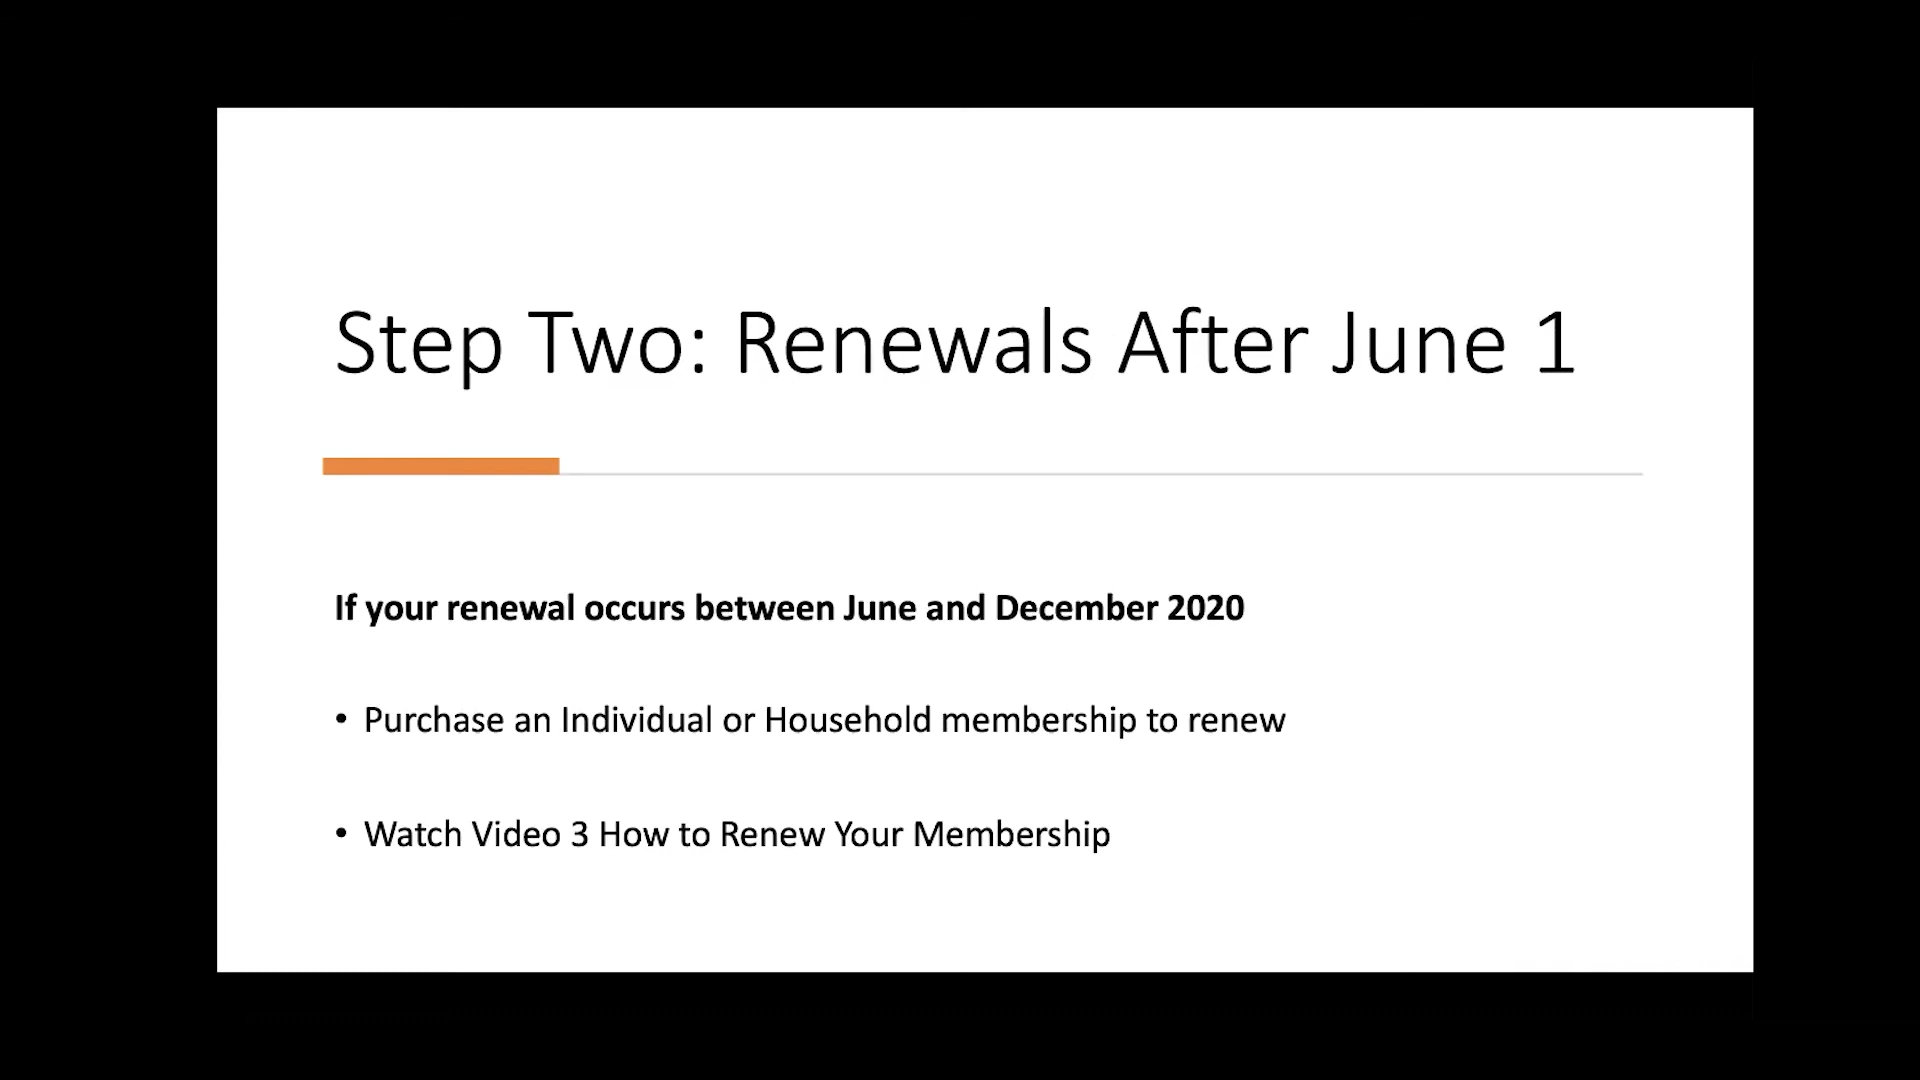 Step Two: Renewals After June 1
If your renewal occurs between June and December 2020
• Purchase an Individual or Household membership to renew
• Watch Video 3 How to Renew Your Membership